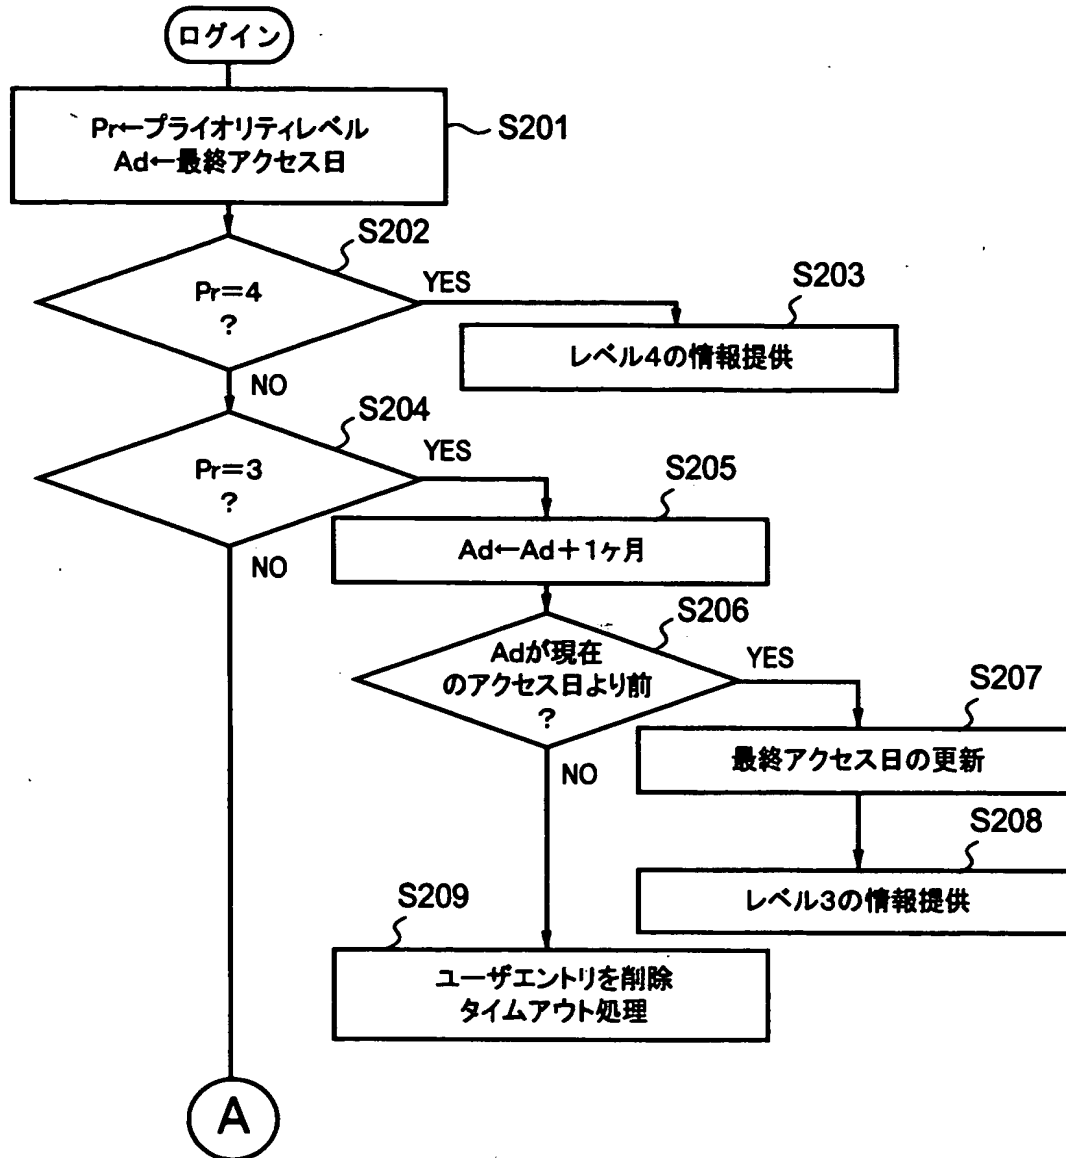 ログイン
Pr←プライオリティレベル
Ad←最終アクセス日
S201
S202
Pr=4
?
YES
NO
S203
レベル4の情報提供
S204
Pr=3
?
YES
NO
S205
Ad←Ad+1ヶ月
S206
Adが現在
のアクセス日より前
?
YES
NO
S207
最終アクセス日の更新
S208
レベル3の情報提供
S209
ユーザエントリを削除
タイムアウト処理
A